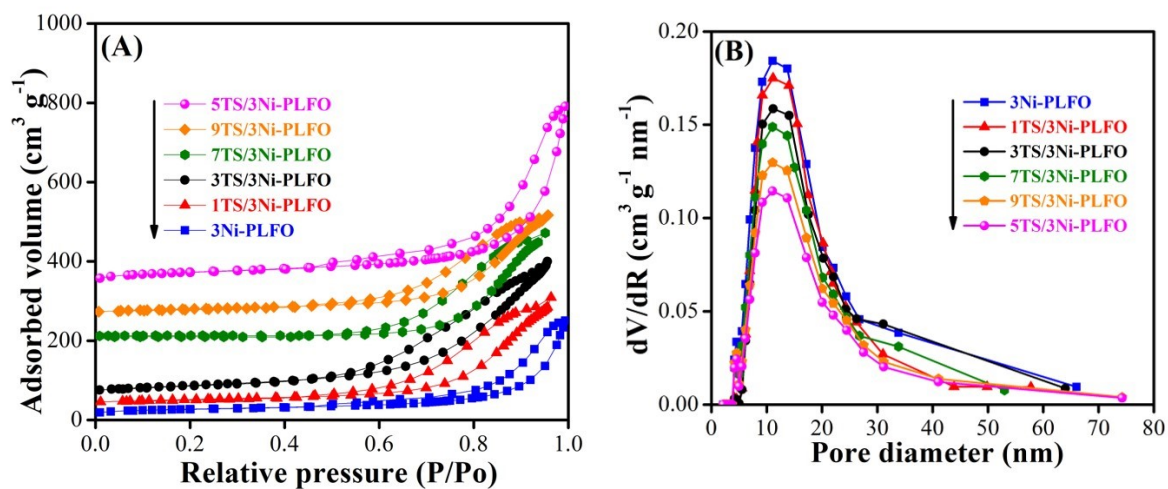 (A)
1000
800
600
400
200
0
Adsorbed volume (cm³ g⁻¹)
5TS/3Ni-PLFO
9TS/3Ni-PLFO
7TS/3Ni-PLFO
3TS/3Ni-PLFO
1TS/3Ni-PLFO
3Ni-PLFO
0.0 0.2 0.4 0.6 0.8 1.0
Relative pressure (P/Po)
(B)
0.20
0.15
0.10
0.05
0.00
dV/dR (cm³ g⁻¹ nm⁻¹)
3Ni-PLFO
1TS/3Ni-PLFO
3TS/3Ni-PLFO
7TS/3Ni-PLFO
9TS/3Ni-PLFO
5TS/3Ni-PLFO
0 10 20 30 40 50 60 70 80
Pore diameter (nm)